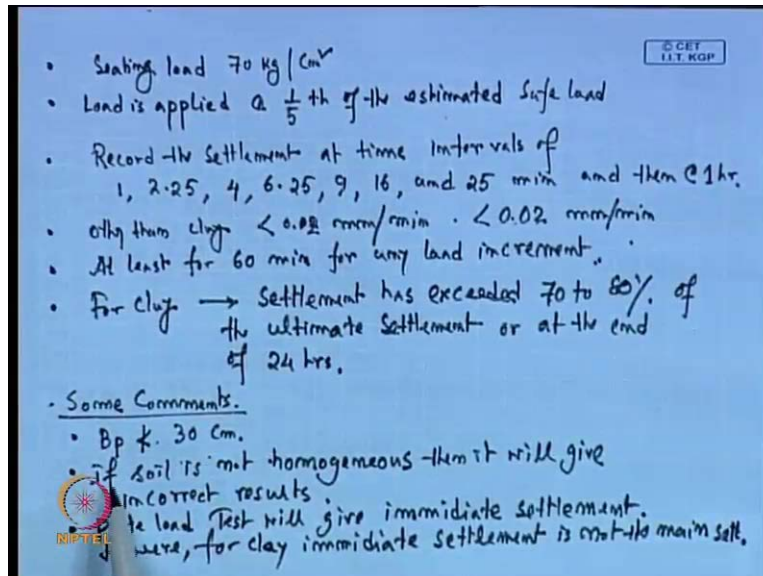 © CET
I.I.T. KGP
• Seating load 70 kg/cm²
• Load is applied @ 1/5 th of the estimated Safe load
• Record the Settlement at time intervals of
1, 2.25, 4, 6.25, 9, 16, and 25 min and then @ 1 hr.
• other than clay < 0.02 mm/min . < 0.02 mm/min
• At least for 60 min for any load increment.
• For clay → Settlement has exceeded 70 to 80% of
the ultimate settlement or at the end
of 24 hrs.
• Some Comments.
• Bp ≮ 30 cm.
• If soil is not homogeneous then it will give
incorrect results.
• load Test will give immidiate settlement.
for clay immidiate settlement is not the main sett.
NPTEL